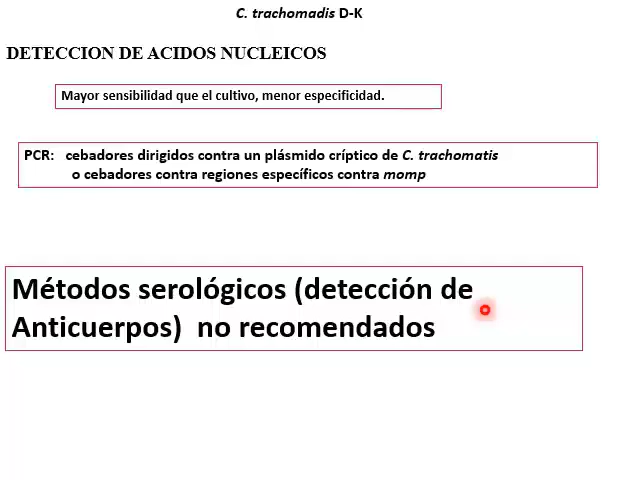 C. trachomadis D-K
DETECCION DE ACIDOS NUCLEICOS
Mayor sensibilidad que el cultivo, menor especificidad.
PCR: cebadores dirigidos contra un plásmido críptico de C. trachomatis
o cebadores contra regiones específicos contra momp
Métodos serológicos (detección de
Anticuerpos) no recomendados